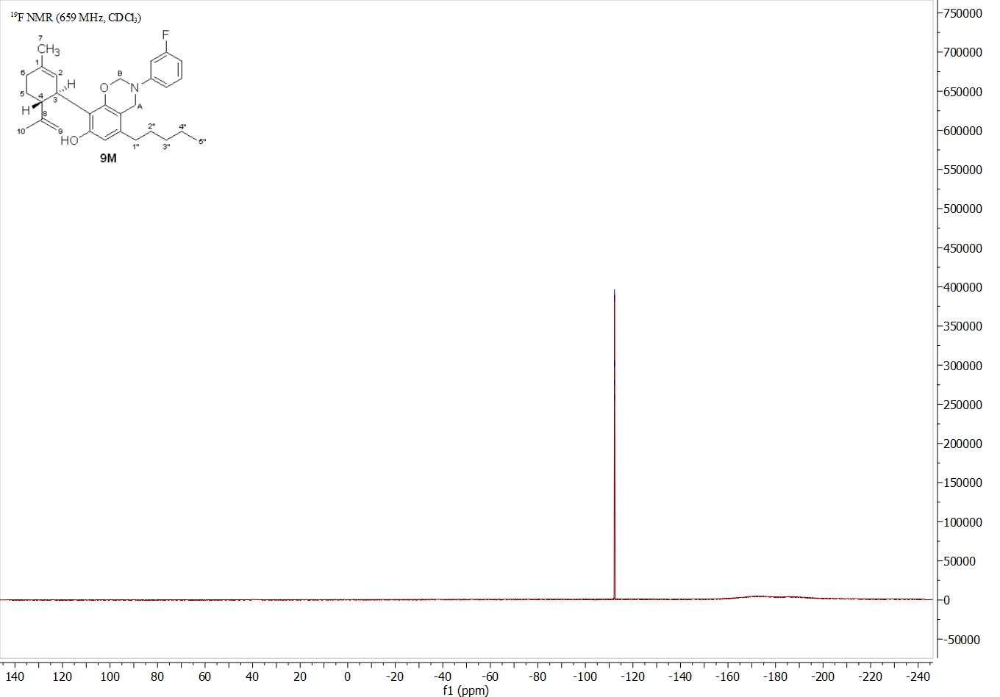 ¹⁹F NMR (659 MHz, CDCl₃)
F
7
CH₃
1
6
2
B
H
O
N
5
4
3
A
H
8
2"
4"
10
9
HO
1"
3"
5"
9M
750000
700000
650000
600000
550000
500000
450000
400000
350000
300000
250000
200000
150000
100000
50000
0
-50000
140 120 100 80 60 40 20 0 -20 -40 -60 -80 -100 -120 -140 -160 -180 -200 -220 -240
f1 (ppm)